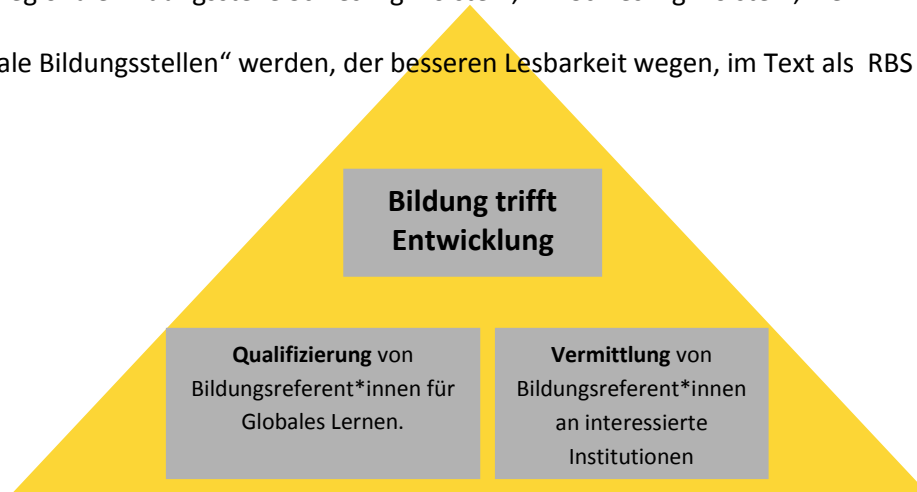 ale Bildungsstellen“ werden, der besseren Lesbarkeit wegen, im Text als RBS
Bildung trifft
Entwicklung
Qualifizierung von
Bildungsreferent*innen für
Globales Lernen.
Vermittlung von
Bildungsreferent*innen
an interessierte
Institutionen